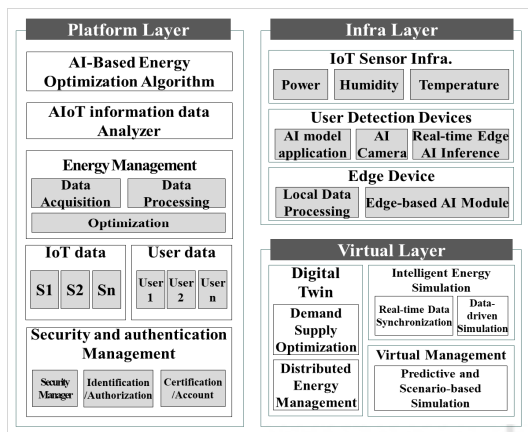 Platform Layer
AI-Based Energy
Optimization Algorithm
AIoT information data
Analyzer
Energy Management
Data
Acquisition
Data
Processing
Optimization
IoT data
S1
S2
Sn
User data
User
1
User
2
User
n
Security and authentication
Management
Security
Manager
Identification
/Authorization
Certification
/Account
Infra Layer
IoT Sensor Infra.
Power
Humidity
Temperature
User Detection Devices
AI model
application
AI
Camera
Real-time Edge
AI Inference
Edge Device
Local Data
Processing
Edge-based AI Module
Virtual Layer
Digital
Twin
Demand
Supply
Optimization
Distributed
Energy
Management
Intelligent Energy
Simulation
Real-time Data
Synchronization
Data-
driven
Simulation
Virtual Management
Predictive and
Scenario-based
Simulation